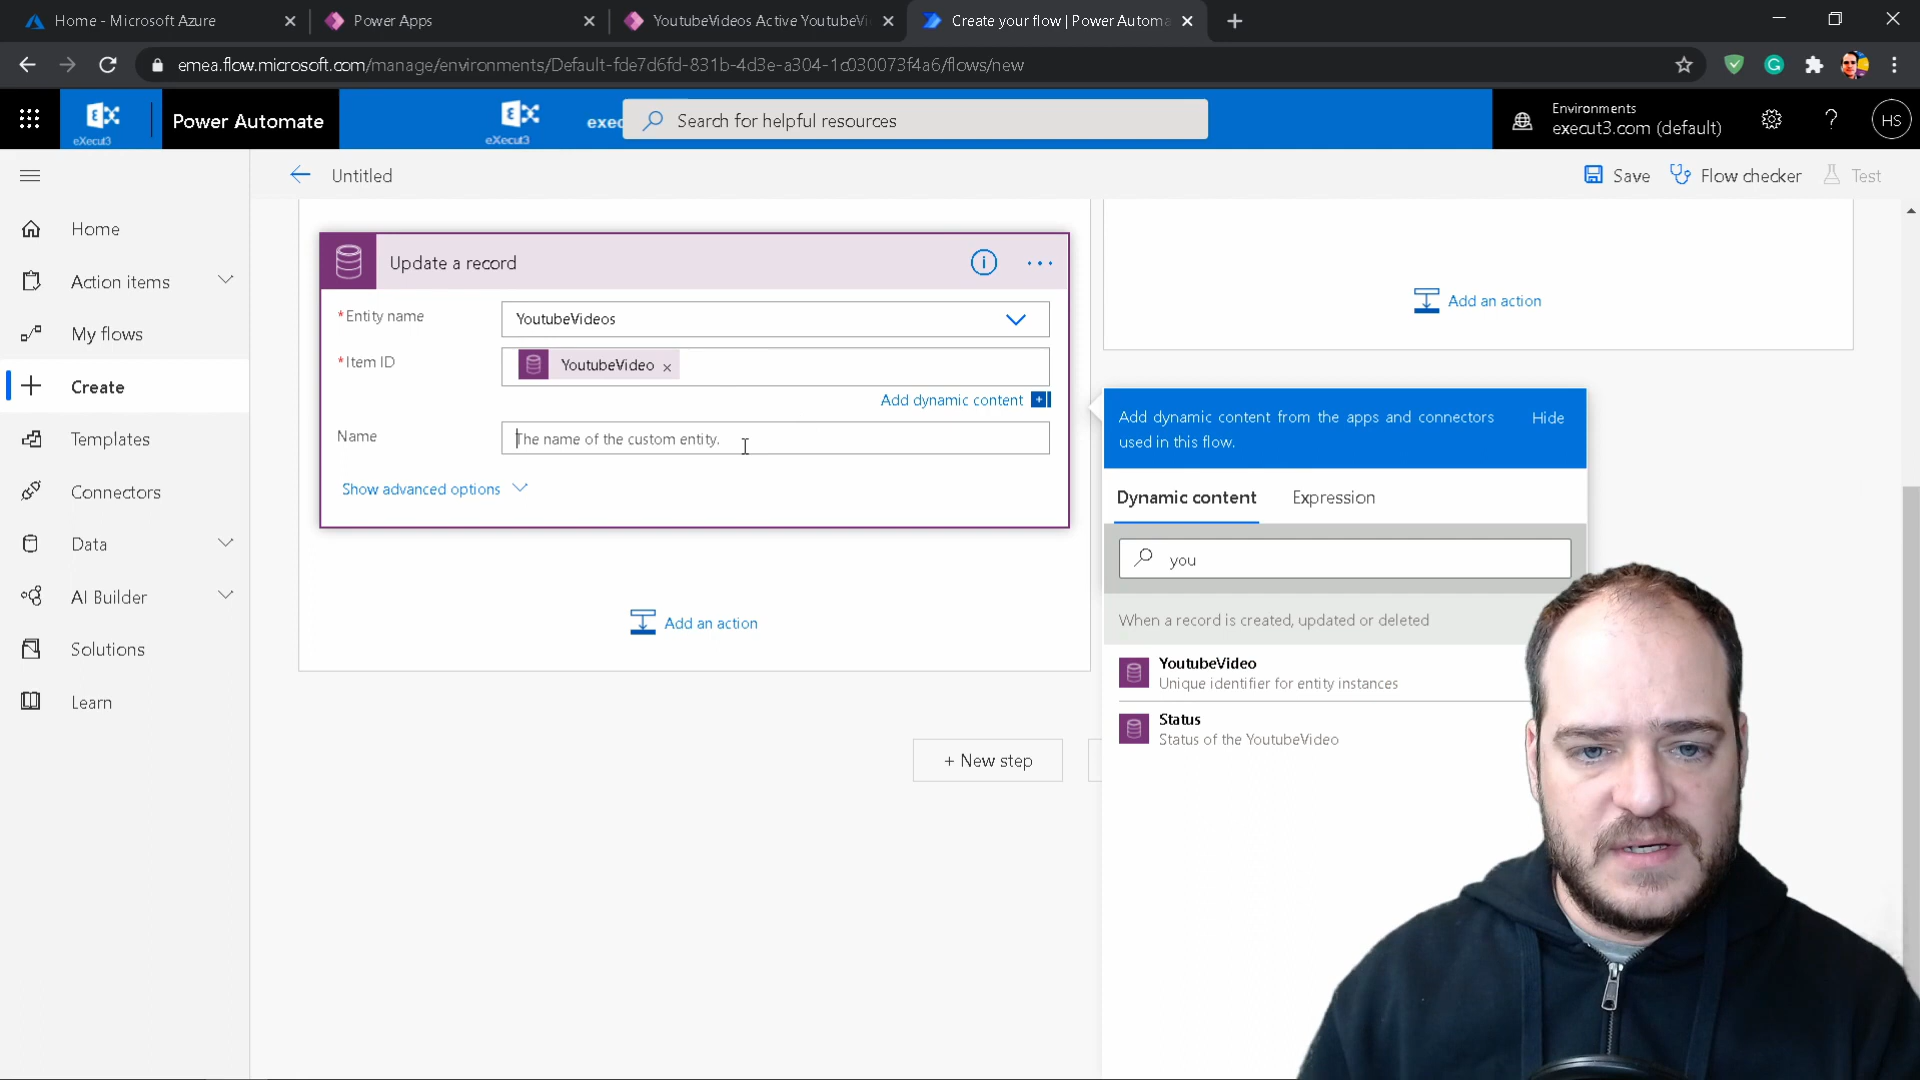 Home - Microsoft Azure
Power Apps
YoutubeVideos Active YoutubeVi
Create your flow | Power Automa
emea.flow.microsoft.com/manage/environments/Default-fde7d6fd-831b-4d3e-a304-1c030073f4a6/flows/new
eXecut3
Power Automate
eXecut3
exec
Search for helpful resources
Environments
execut3.com (default)
?
HS
Untitled
Save
Flow checker
Test
Home
Action items
My flows
Create
Templates
Connectors
Data
AI Builder
Solutions
Learn
Update a record
*Entity name
YoutubeVideos
*Item ID
YoutubeVideo ×
Add dynamic content
Name
The name of the custom entity.
Show advanced options
Add an action
Add an action
+ New step
Add dynamic content from the apps and connectors
used in this flow.
Hide
Dynamic content
Expression
you
When a record is created, updated or deleted
YoutubeVideo
Unique identifier for entity instances
Status
Status of the YoutubeVideo